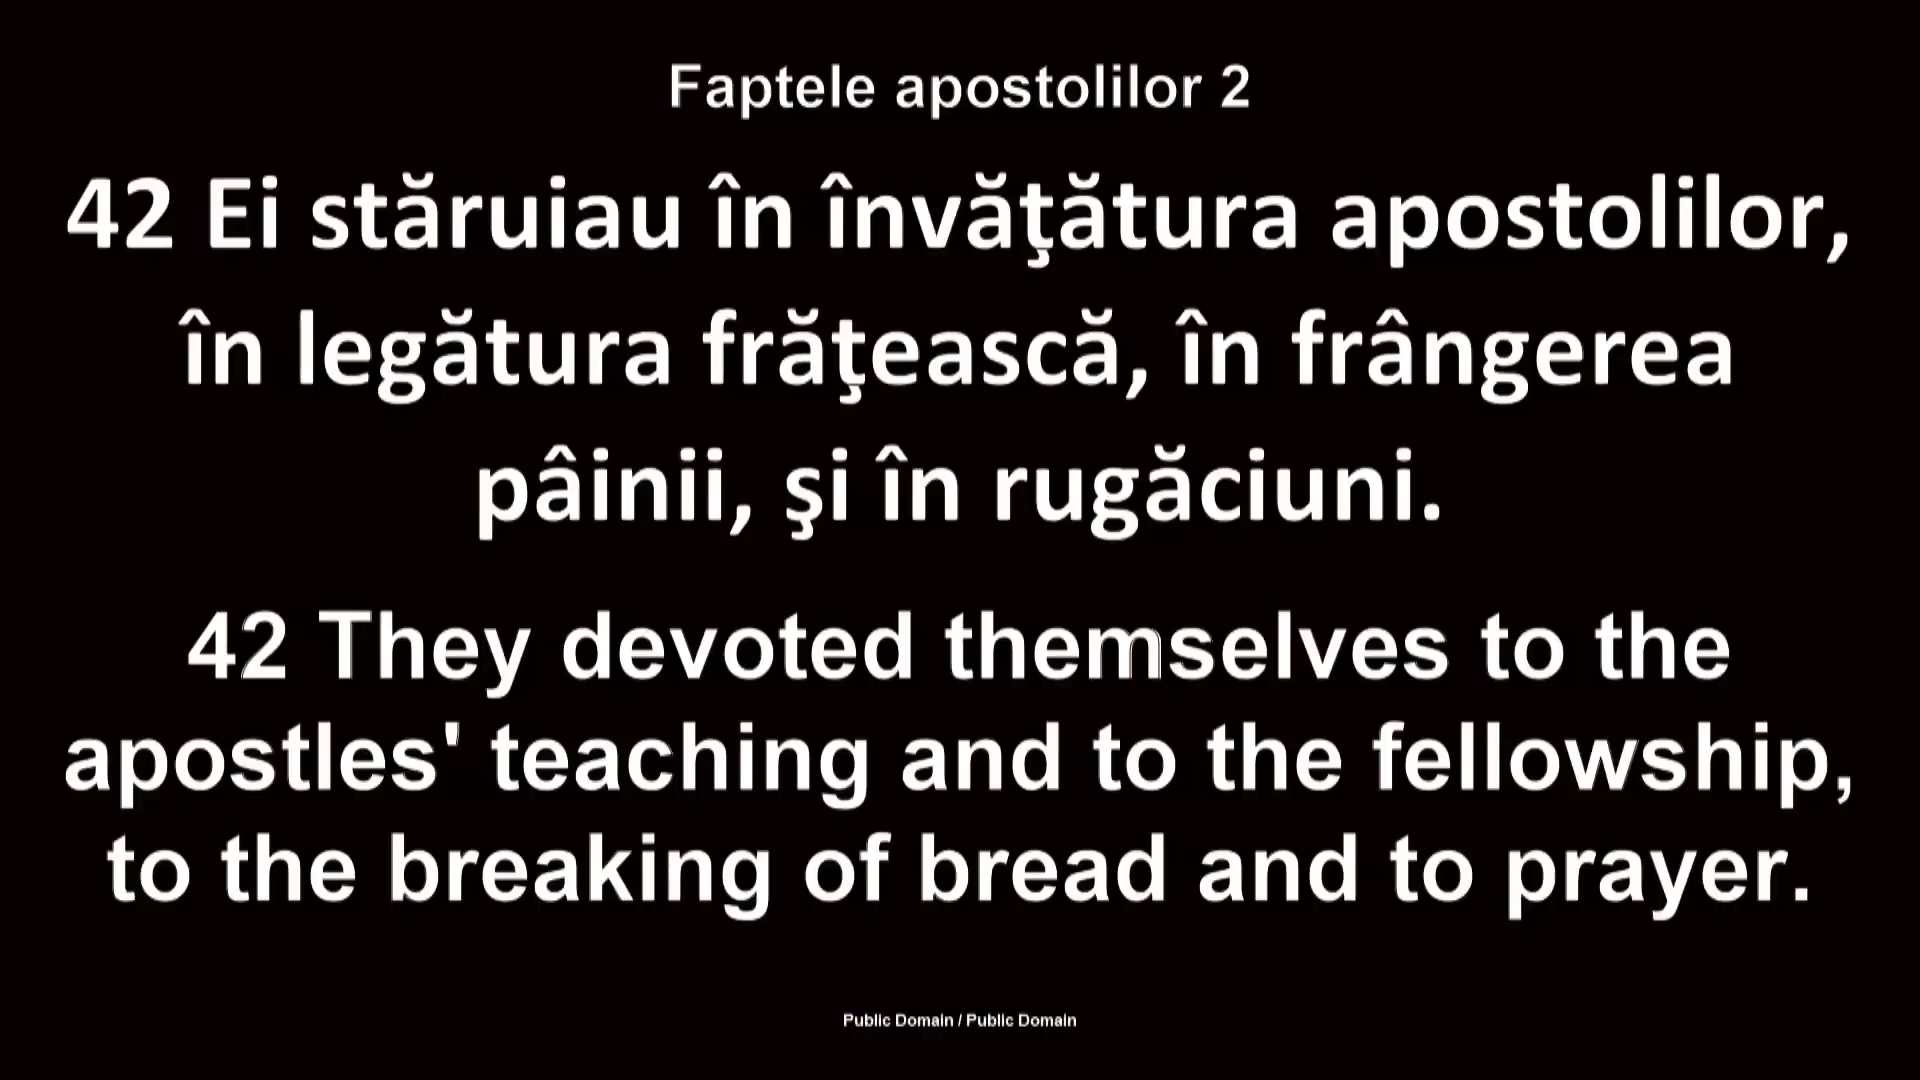 Faptele apostolilor 2
42 Ei stăruiau în învăţătura apostolilor,
în legătura frăţească, în frângerea
pâinii, şi în rugăciuni.
42 They devoted themselves to the
apostles' teaching and to the fellowship,
to the breaking of bread and to prayer.
Public Domain / Public Domain